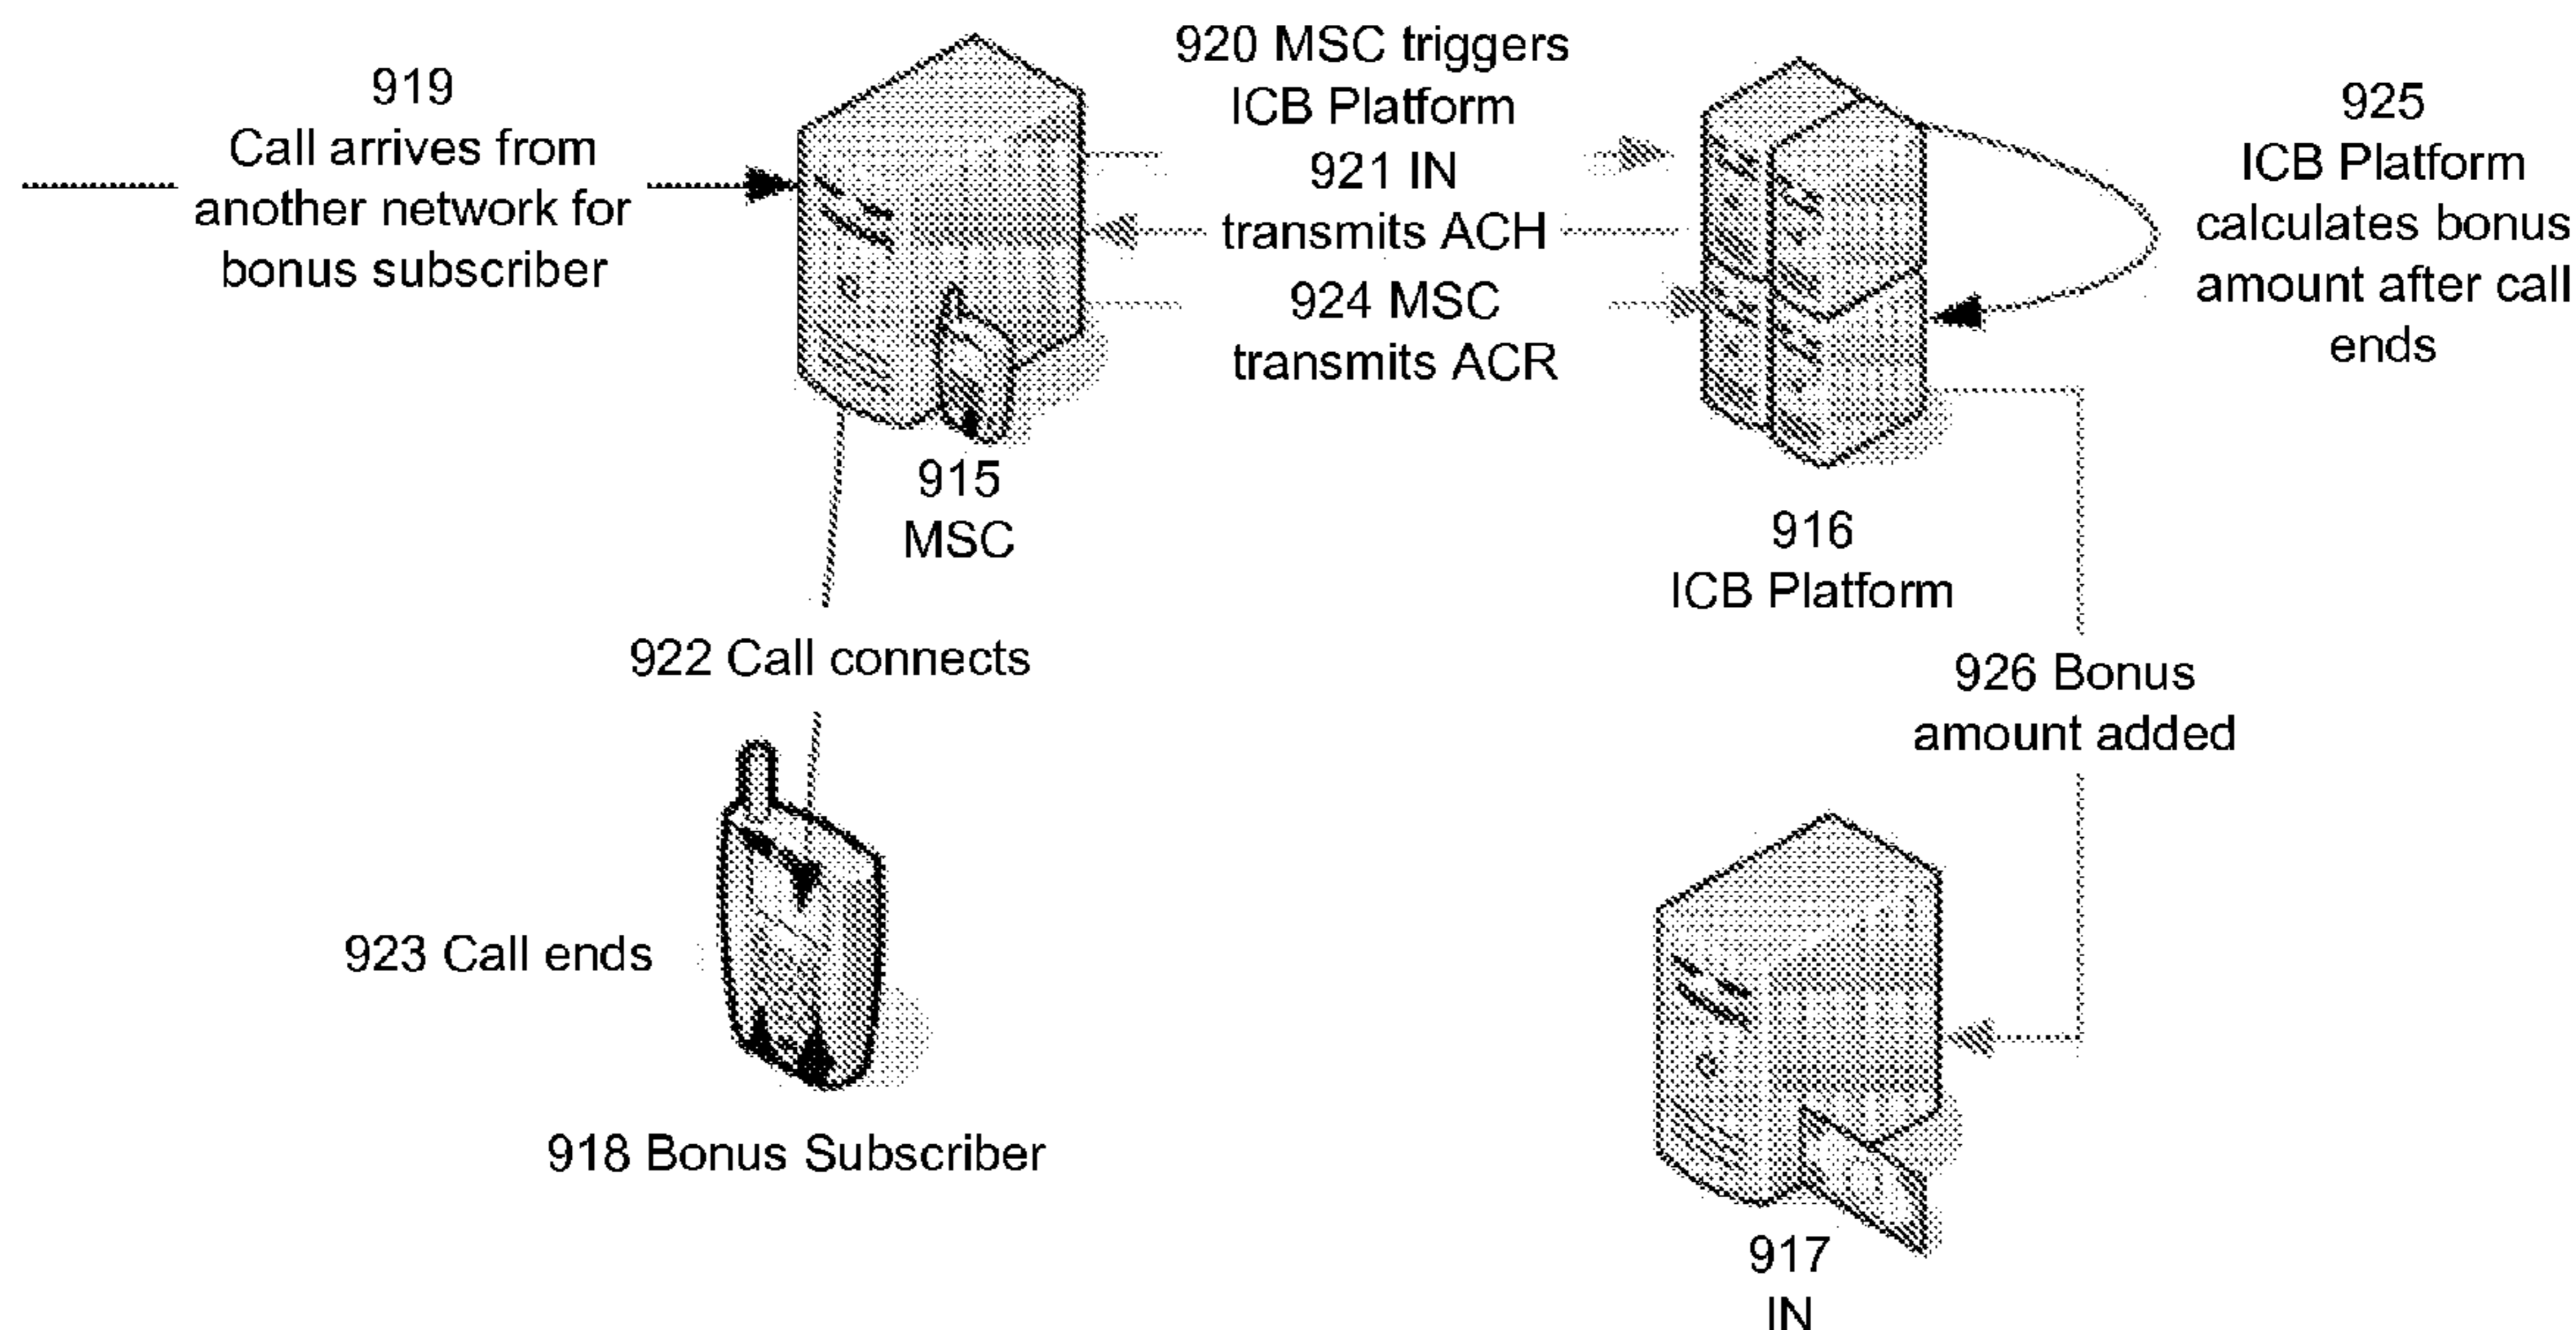 919
Call arrives from
another network for
bonus subscriber
920 MSC triggers
ICB Platform
921 IN
transmits ACH
924 MSC
transmits ACR
925
ICB Platform
calculates bonus
amount after call
ends
915
MSC
916
ICB Platform
922 Call connects
926 Bonus
amount added
923 Call ends
918 Bonus Subscriber
917
IN